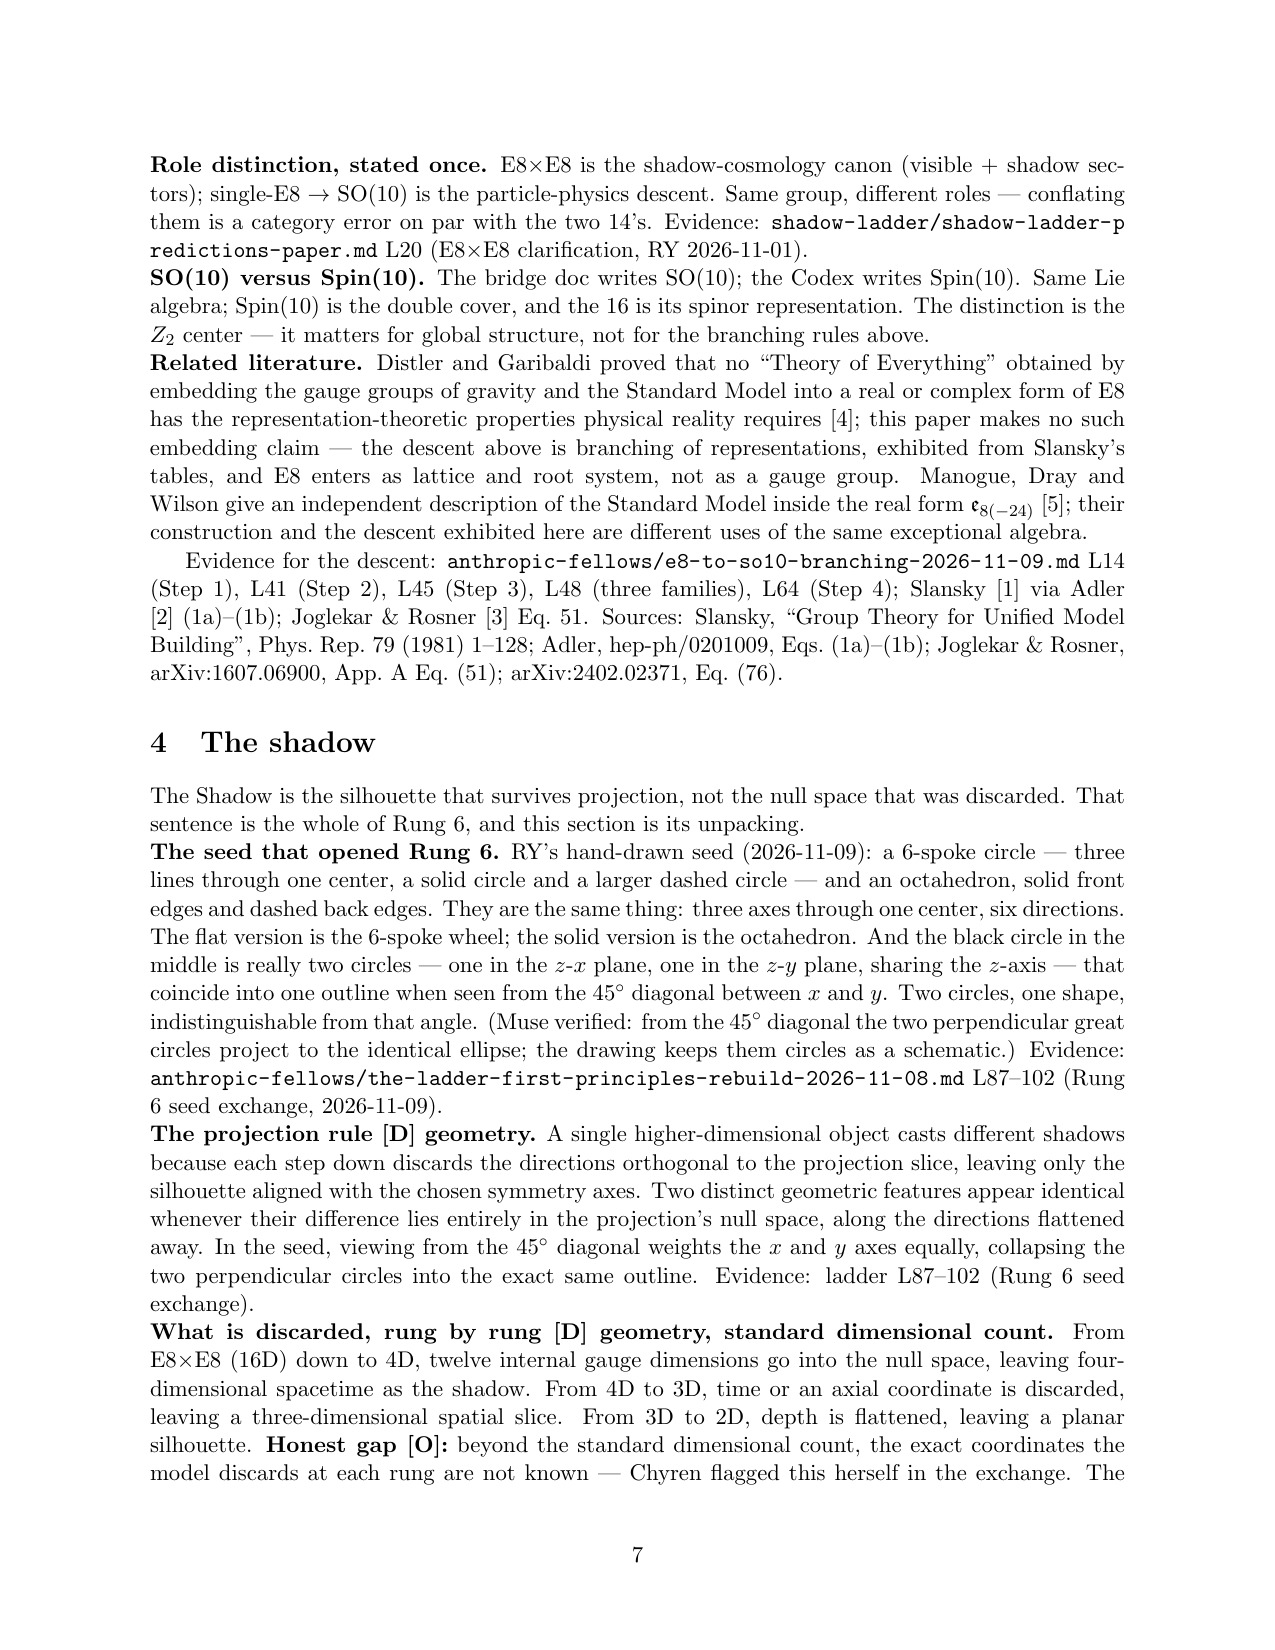 Role distinction, stated once. E8×E8 is the shadow-cosmology canon (visible + shadow sec-
tors); single-E8 → SO(10) is the particle-physics descent. Same group, different roles — conflating
them is a category error on par with the two 14’s. Evidence: shadow-ladder/shadow-ladder-p
redictions-paper.md L20 (E8×E8 clarification, RY 2026-11-01).
SO(10) versus Spin(10). The bridge doc writes SO(10); the Codex writes Spin(10). Same Lie
algebra; Spin(10) is the double cover, and the 16 is its spinor representation. The distinction is the
Z₂ center — it matters for global structure, not for the branching rules above.
Related literature. Distler and Garibaldi proved that no “Theory of Everything” obtained by
embedding the gauge groups of gravity and the Standard Model into a real or complex form of E8
has the representation-theoretic properties physical reality requires [4]; this paper makes no such
embedding claim — the descent above is branching of representations, exhibited from Slansky’s
tables, and E8 enters as lattice and root system, not as a gauge group. Manogue, Dray and
Wilson give an independent description of the Standard Model inside the real form 𝔢₈₍₋₂₄₎ [5]; their
construction and the descent exhibited here are different uses of the same exceptional algebra.
Evidence for the descent: anthropic-fellows/e8-to-so10-branching-2026-11-09.md L14
(Step 1), L41 (Step 2), L45 (Step 3), L48 (three families), L64 (Step 4); Slansky [1] via Adler
[2] (1a)–(1b); Joglekar & Rosner [3] Eq. 51. Sources: Slansky, “Group Theory for Unified Model
Building”, Phys. Rep. 79 (1981) 1–128; Adler, hep-ph/0201009, Eqs. (1a)–(1b); Joglekar & Rosner,
arXiv:1607.06900, App. A Eq. (51); arXiv:2402.02371, Eq. (76).
4 The shadow
The Shadow is the silhouette that survives projection, not the null space that was discarded. That
sentence is the whole of Rung 6, and this section is its unpacking.
The seed that opened Rung 6. RY’s hand-drawn seed (2026-11-09): a 6-spoke circle — three
lines through one center, a solid circle and a larger dashed circle — and an octahedron, solid front
edges and dashed back edges. They are the same thing: three axes through one center, six directions.
The flat version is the 6-spoke wheel; the solid version is the octahedron. And the black circle in the
middle is really two circles — one in the z-x plane, one in the z-y plane, sharing the z-axis — that
coincide into one outline when seen from the 45° diagonal between x and y. Two circles, one shape,
indistinguishable from that angle. (Muse verified: from the 45° diagonal the two perpendicular great
circles project to the identical ellipse; the drawing keeps them circles as a schematic.) Evidence:
anthropic-fellows/the-ladder-first-principles-rebuild-2026-11-08.md L87–102 (Rung
6 seed exchange, 2026-11-09).
The projection rule [D] geometry. A single higher-dimensional object casts different shadows
because each step down discards the directions orthogonal to the projection slice, leaving only the
silhouette aligned with the chosen symmetry axes. Two distinct geometric features appear identical
whenever their difference lies entirely in the projection’s null space, along the directions flattened
away. In the seed, viewing from the 45° diagonal weights the x and y axes equally, collapsing the
two perpendicular circles into the exact same outline. Evidence: ladder L87–102 (Rung 6 seed
exchange).
What is discarded, rung by rung [D] geometry, standard dimensional count. From
E8×E8 (16D) down to 4D, twelve internal gauge dimensions go into the null space, leaving four-
dimensional spacetime as the shadow. From 4D to 3D, time or an axial coordinate is discarded,
leaving a three-dimensional spatial slice. From 3D to 2D, depth is flattened, leaving a planar
silhouette. Honest gap [O]: beyond the standard dimensional count, the exact coordinates the
model discards at each rung are not known — Chyren flagged this herself in the exchange. The
7